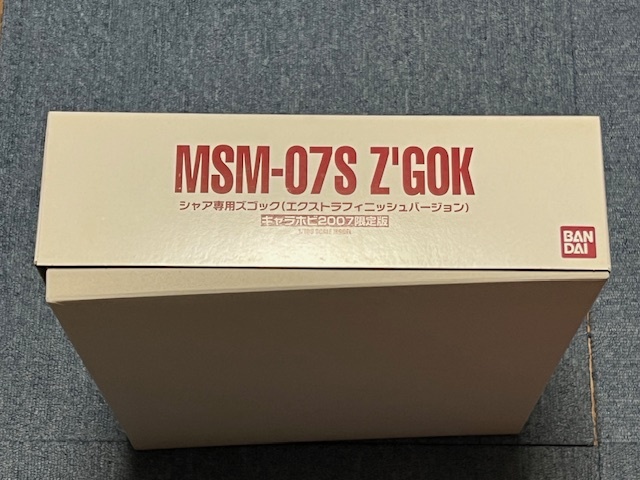 MSM-07S Z'GOK
シャア専用ズゴック(エクストラフィニッシュバージョン)
キャラホビ2007限定版
BAN
DAI